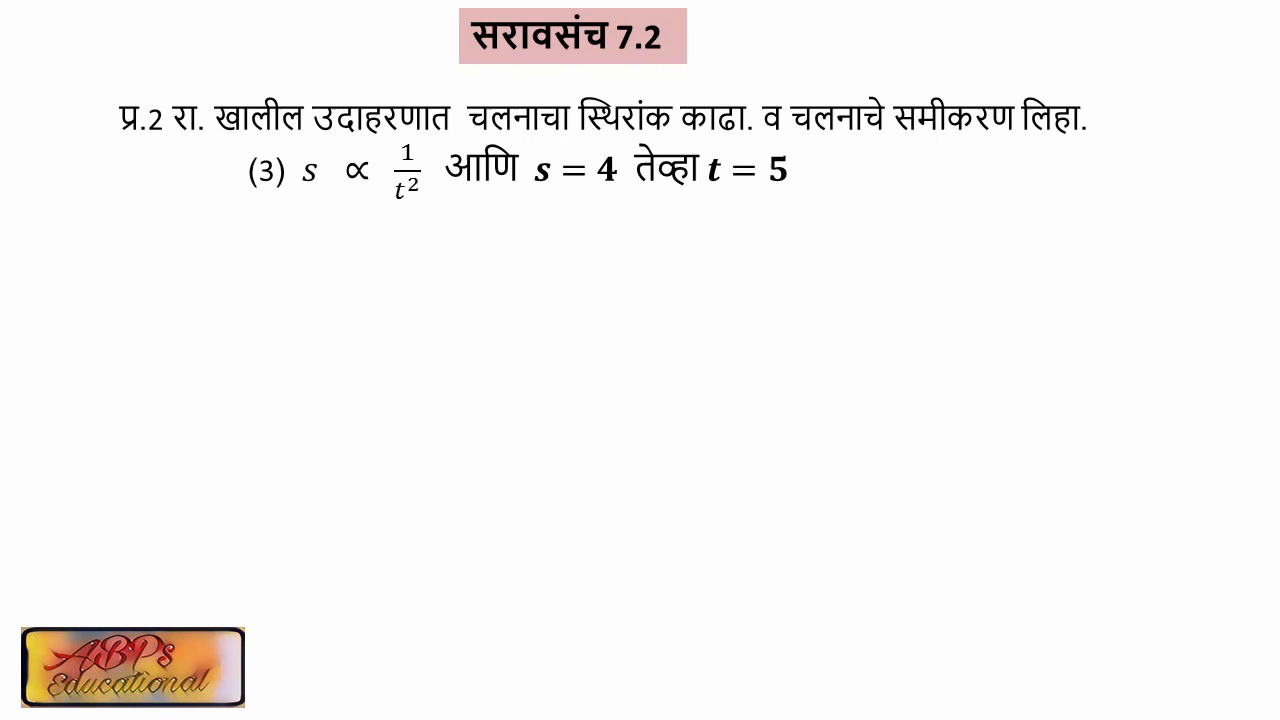 सरावसंच 7.2
प्र.2 रा. खालील उदाहरणात चलनाचा स्थिरांक काढा. व चलनाचे समीकरण लिहा.
(3) s ∝ 1/t² आणि s = 4 तेव्हा t = 5
ABPs
Educational